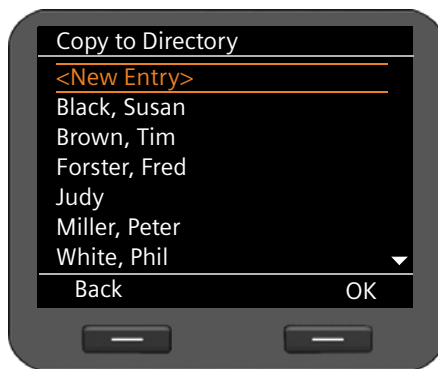 Copy to Directory
<New Entry>
Black, Susan
Brown, Tim
Forster, Fred
Judy
Miller, Peter
White, Phil
Back OK